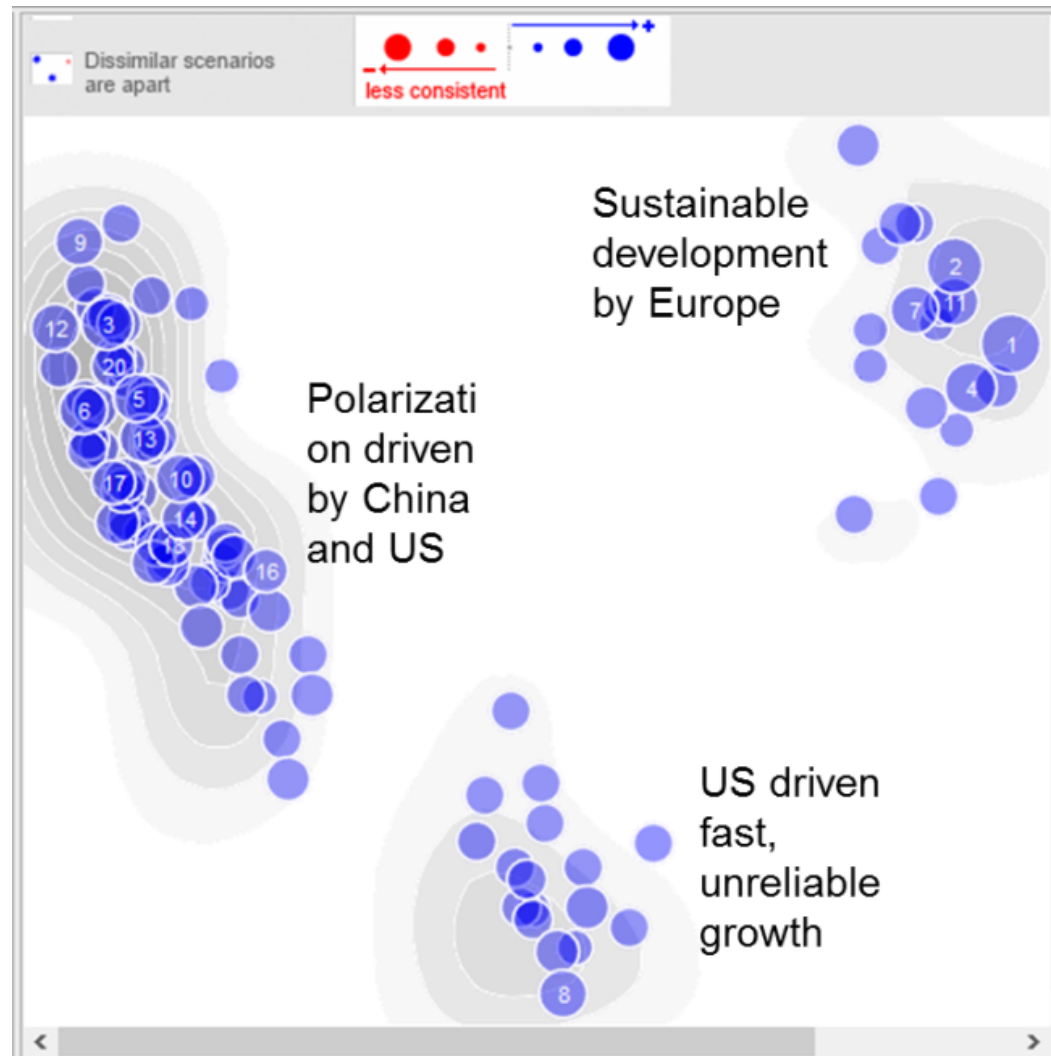 Dissimilar scenarios
are apart
+
-
less consistent
Sustainable
development
by Europe
Polarizati
on driven
by China
and US
US driven
fast,
unreliable
growth
9
2
12
3
7
11
1
20
5
4
6
13
17
10
14
16
8